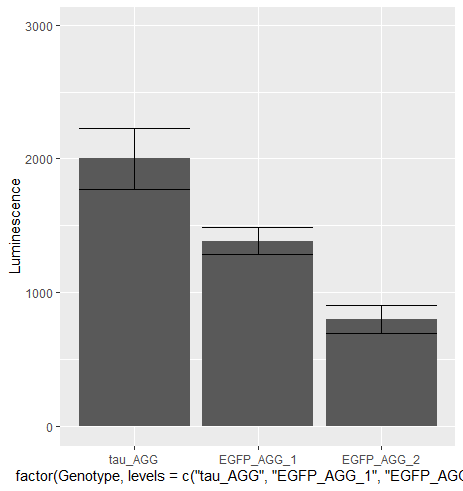 3000
2000
1000
0
Luminescence
tau_AGG
EGFP_AGG_1
EGFP_AGG_2
factor(Genotype, levels = c("tau_AGG", "EGFP_AGG_1", "EGFP_AGG